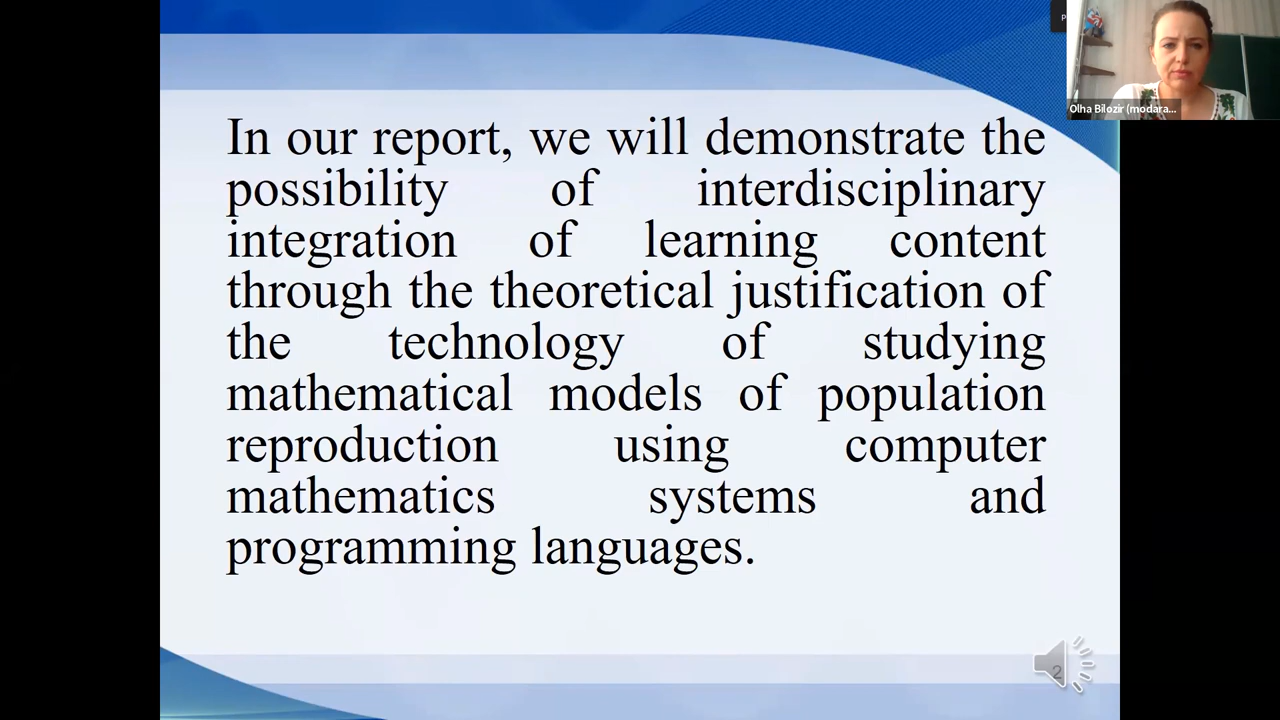 In our report, we will demonstrate the
possibility of interdisciplinary
integration of learning content
through the theoretical justification of
the technology of studying
mathematical models of population
reproduction using computer
mathematics systems and
programming languages.
2
P
Olha Bilozir (modara...